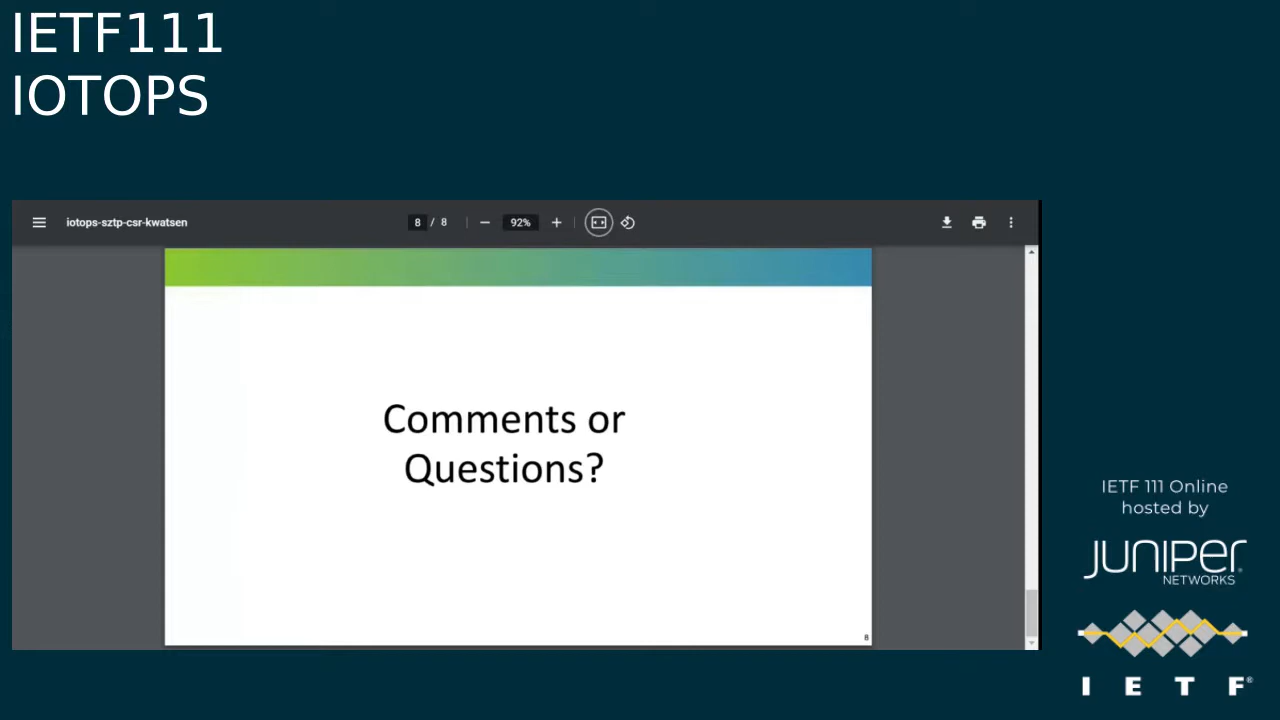 IETF111
IOTOPS
iotops-sztp-csr-kwatsen
8 / 8
92%
Comments or
Questions?
8
IETF 111 Online
hosted by
JUNIPER
NETWORKS
I E T F®